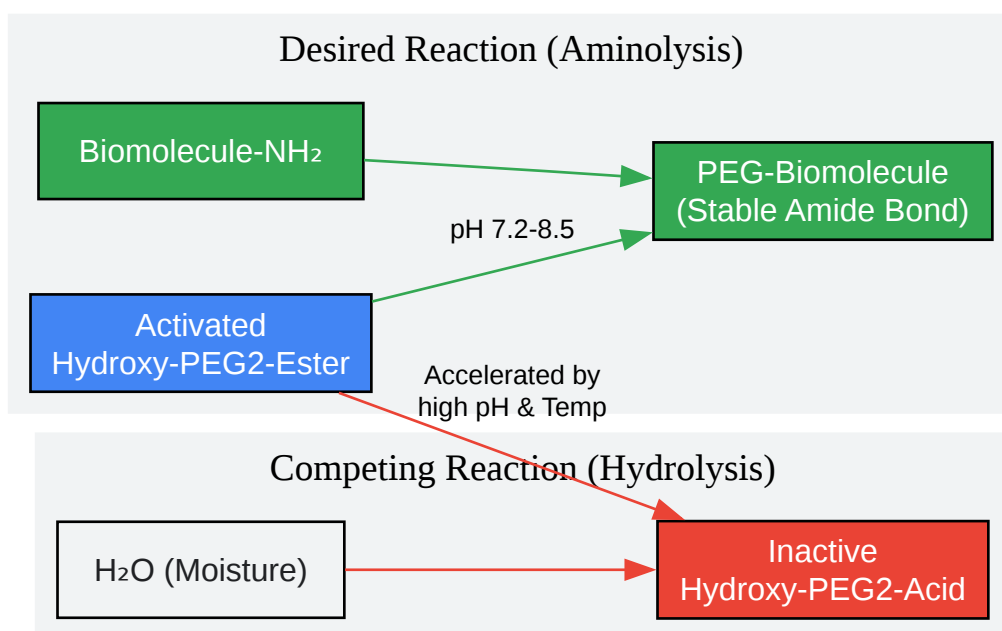 Desired Reaction (Aminolysis)
Biomolecule-NH₂
PEG-Biomolecule
(Stable Amide Bond)
pH 7.2-8.5
Activated
Hydroxy-PEG2-Ester
Accelerated by
high pH & Temp
Competing Reaction (Hydrolysis)
H₂O (Moisture)
Inactive
Hydroxy-PEG2-Acid